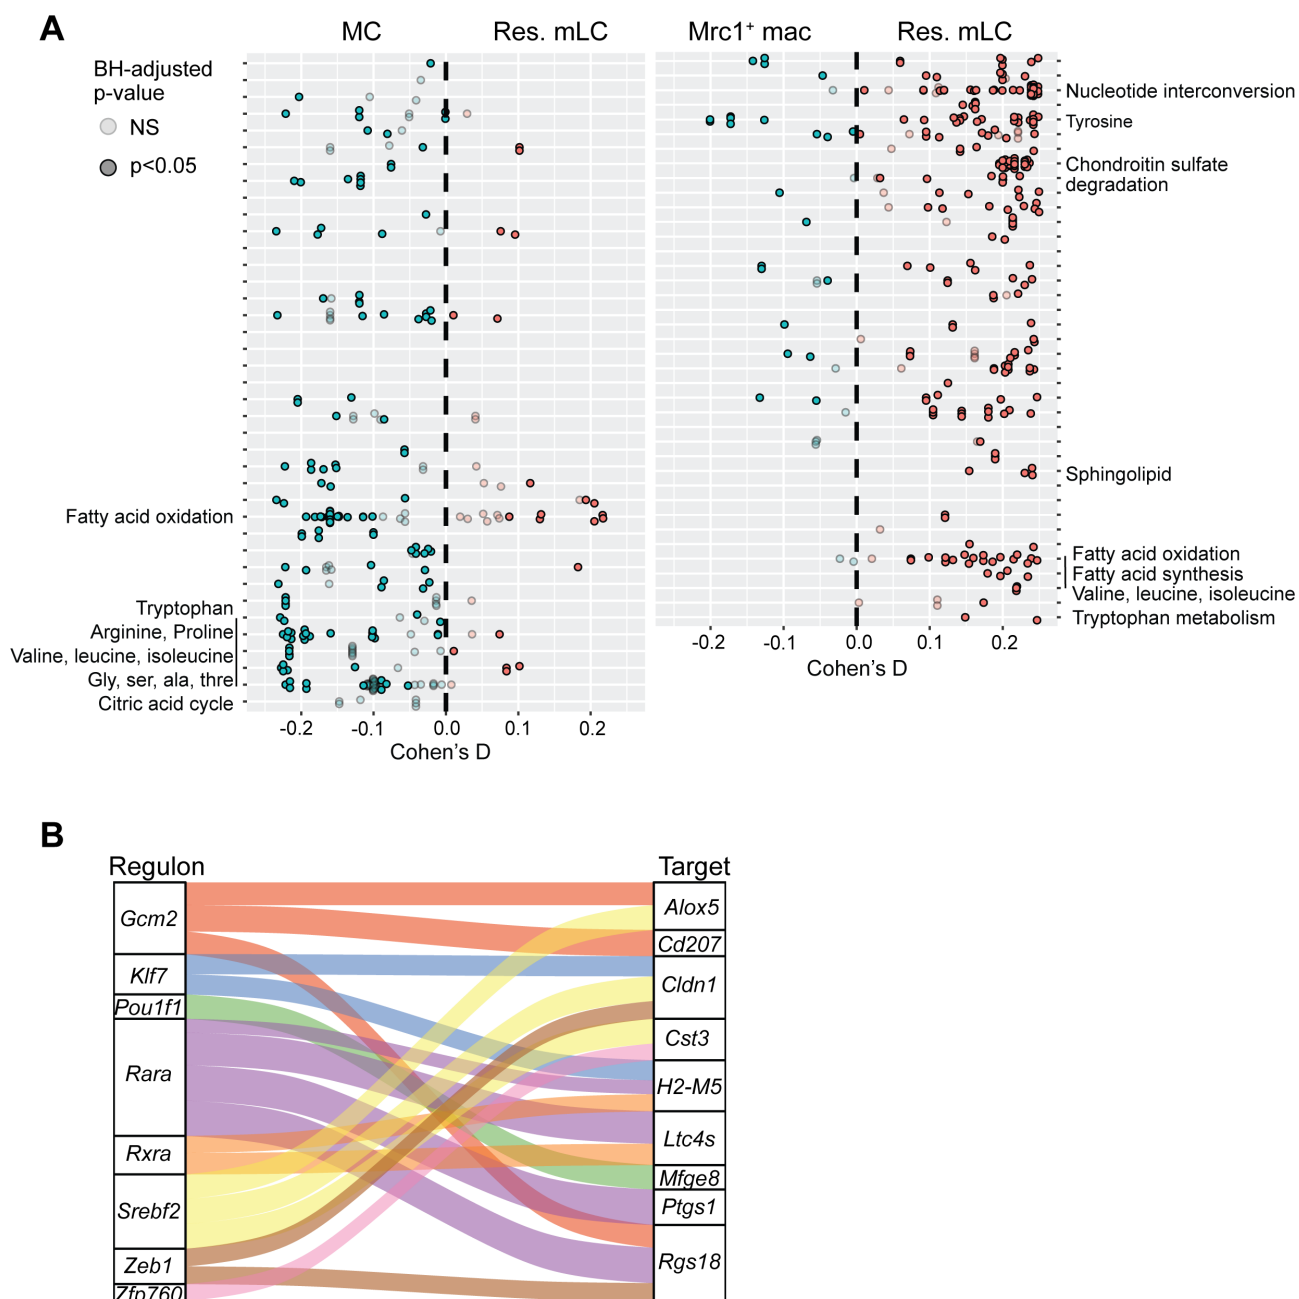 A
MC
Res. mLC
Mrc1+ mac
Res. mLC
BH-adjusted
p-value
NS
p<0.05
Fatty acid oxidation
Tryptophan
Arginine, Proline
Valine, leucine, isoleucine
Gly, ser, ala, thre
Citric acid cycle
-0.2
-0.1
0.0
0.1
0.2
Cohen's D
Nucleotide interconversion
Tyrosine
Chondroitin sulfate
degradation
Sphingolipid
Fatty acid oxidation
Fatty acid synthesis
Valine, leucine, isoleucine
Tryptophan metabolism
-0.2
-0.1
0.0
0.1
0.2
Cohen's D
B
Regulon
Target
Gcm2
Klf7
Pou1f1
Rara
Rxra
Srebf2
Zeb1
Zfp760
Alox5
Cd207
Cldn1
Cst3
H2-M5
Ltc4s
Mfge8
Ptgs1
Rgs18